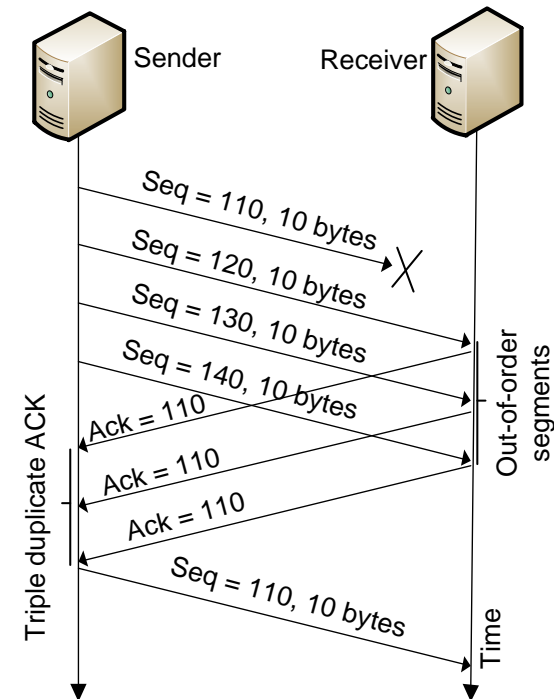 Sender
Receiver
Seq = 110, 10 bytes
Seq = 120, 10 bytes
Seq = 130, 10 bytes
Seq = 140, 10 bytes
Out-of-order
segments
Ack = 110
Ack = 110
Ack = 110
Triple duplicate ACK
Seq = 110, 10 bytes
Time